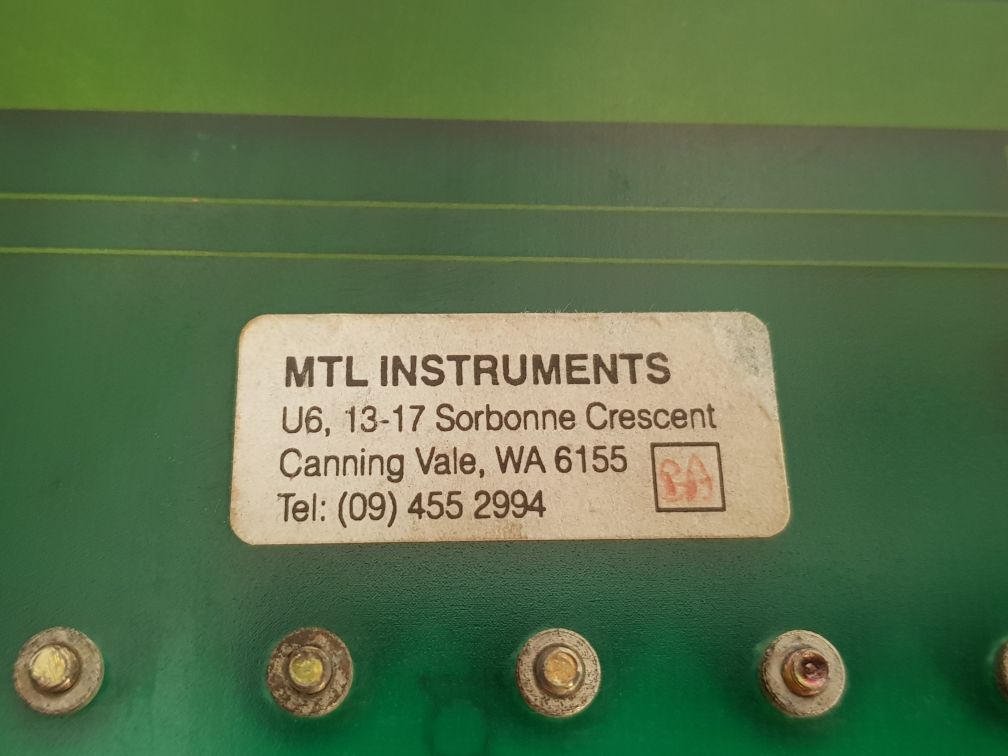 MTL INSTRUMENTS
U6, 13-17 Sorbonne Crescent
Canning Vale, WA 6155
Tel: (09) 455 2994